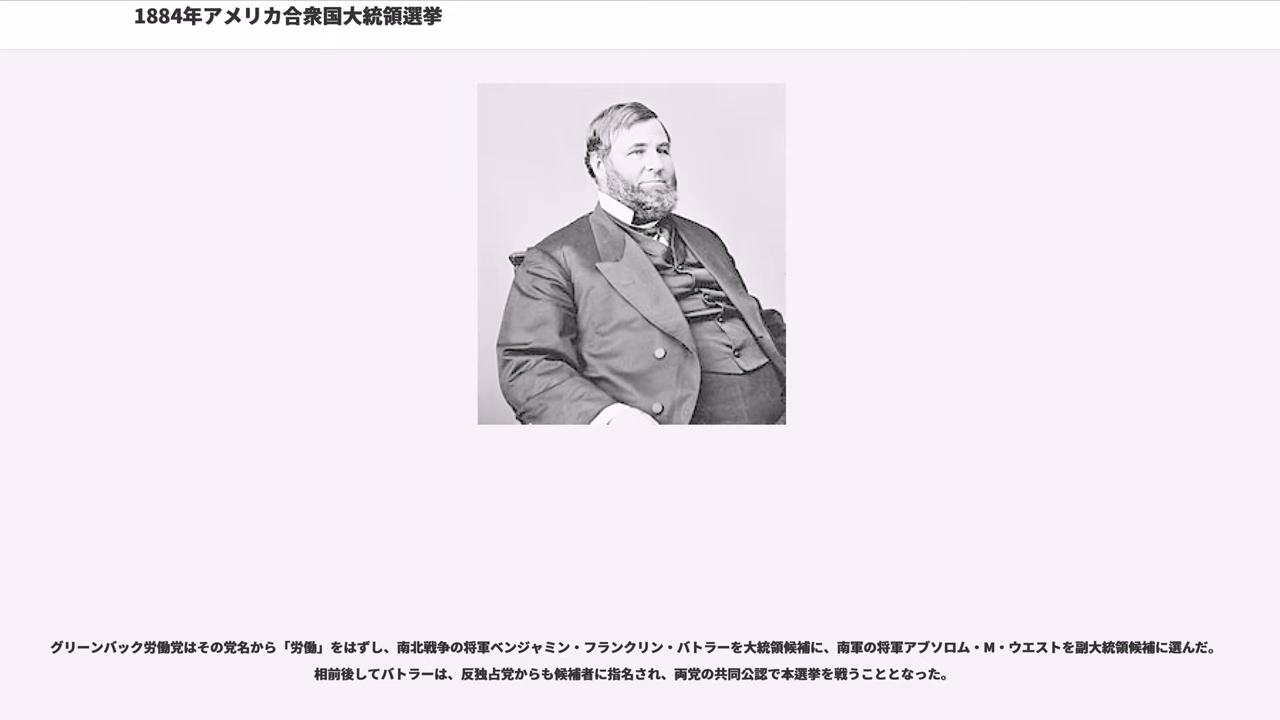 1884年アメリカ合衆国大統領選挙
グリーンバック労働党はその党名から「労働」をはずし、南北戦争の将軍ベンジャミン・フランクリン・バトラーを大統領候補に、南軍の将軍アブソロム・M・ウエストを副大統領候補に選んだ。
相前後してバトラーは、反独占党からも候補者に指名され、両党の共同公認で本選挙を戦うこととなった。